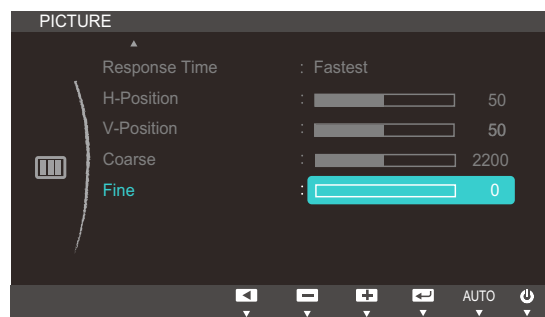 PICTURE
Response Time : Fastest
H-Position : 50
V-Position : 50
Coarse : 2200
Fine : 0
AUTO